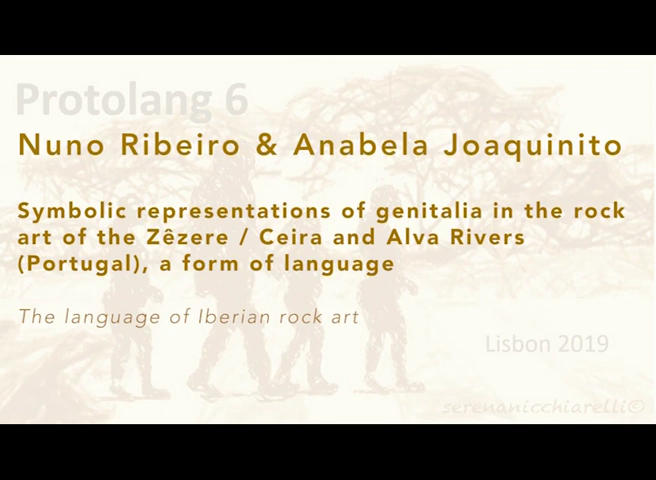 Protolang 6
Nuno Ribeiro & Anabela Joaquinito
Symbolic representations of genitalia in the rock
art of the Zêzere / Ceira and Alva Rivers
(Portugal), a form of language
The language of Iberian rock art
Lisbon 2019
serenanicchiarelli©